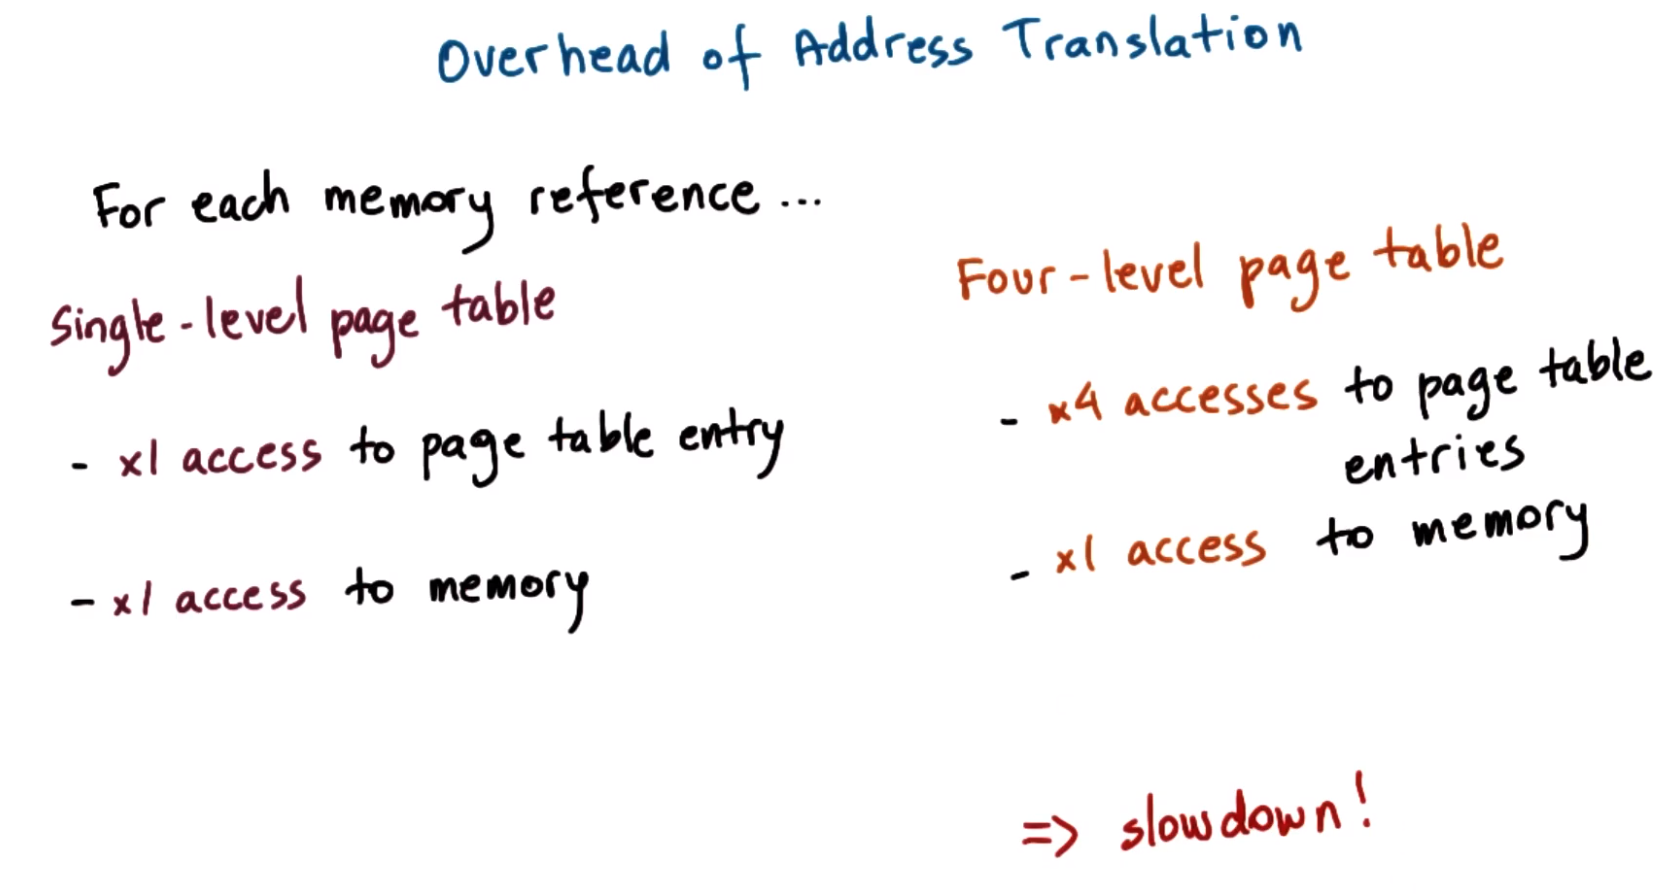 Overhead of Address Translation
For each memory reference ...
Single-level page table
- x1 access to page table entry
- x1 access to memory
Four-level page table
- x4 accesses to page table
entries
- x1 access to memory
=> slowdown!